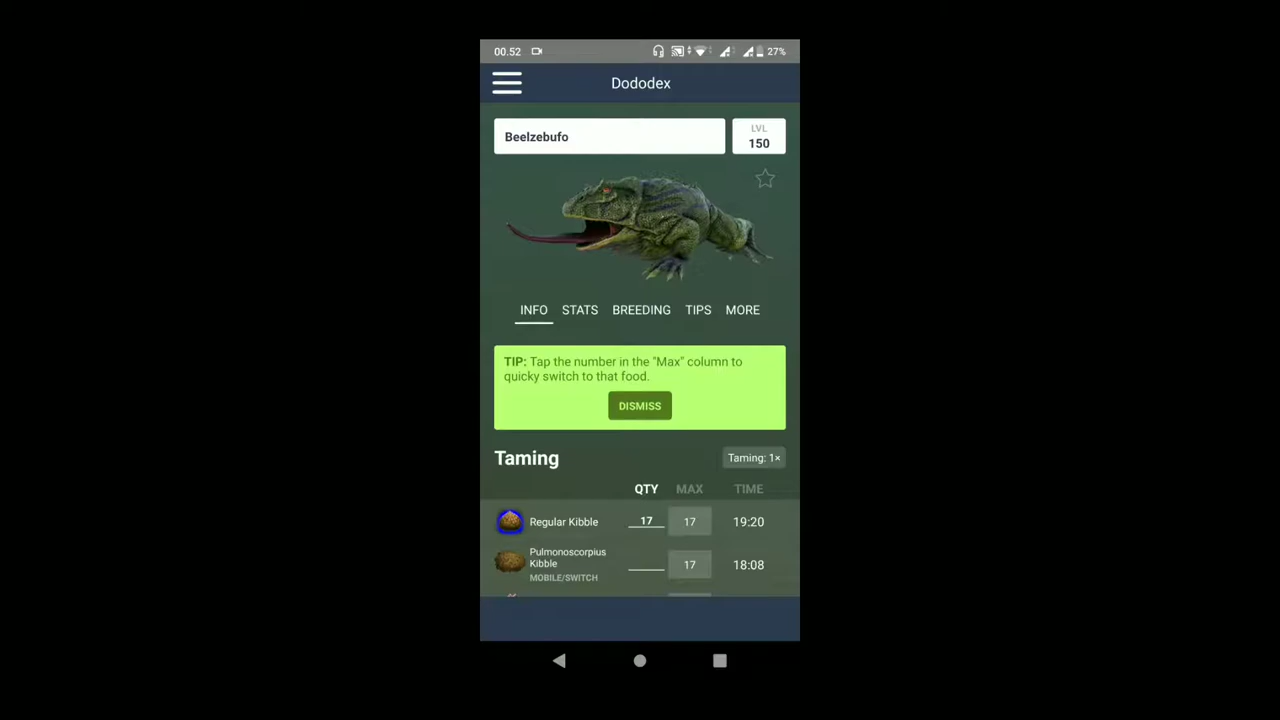 00.52
27%
Dododex
Beelzebufo
LVL
150
INFO STATS BREEDING TIPS MORE
TIP: Tap the number in the "Max" column to
quicky switch to that food.
DISMISS
Taming
Taming: 1×
QTY MAX TIME
Regular Kibble 17 17 19:20
Pulmonoscorpius
Kibble
MOBILE/SWITCH
17 18:08